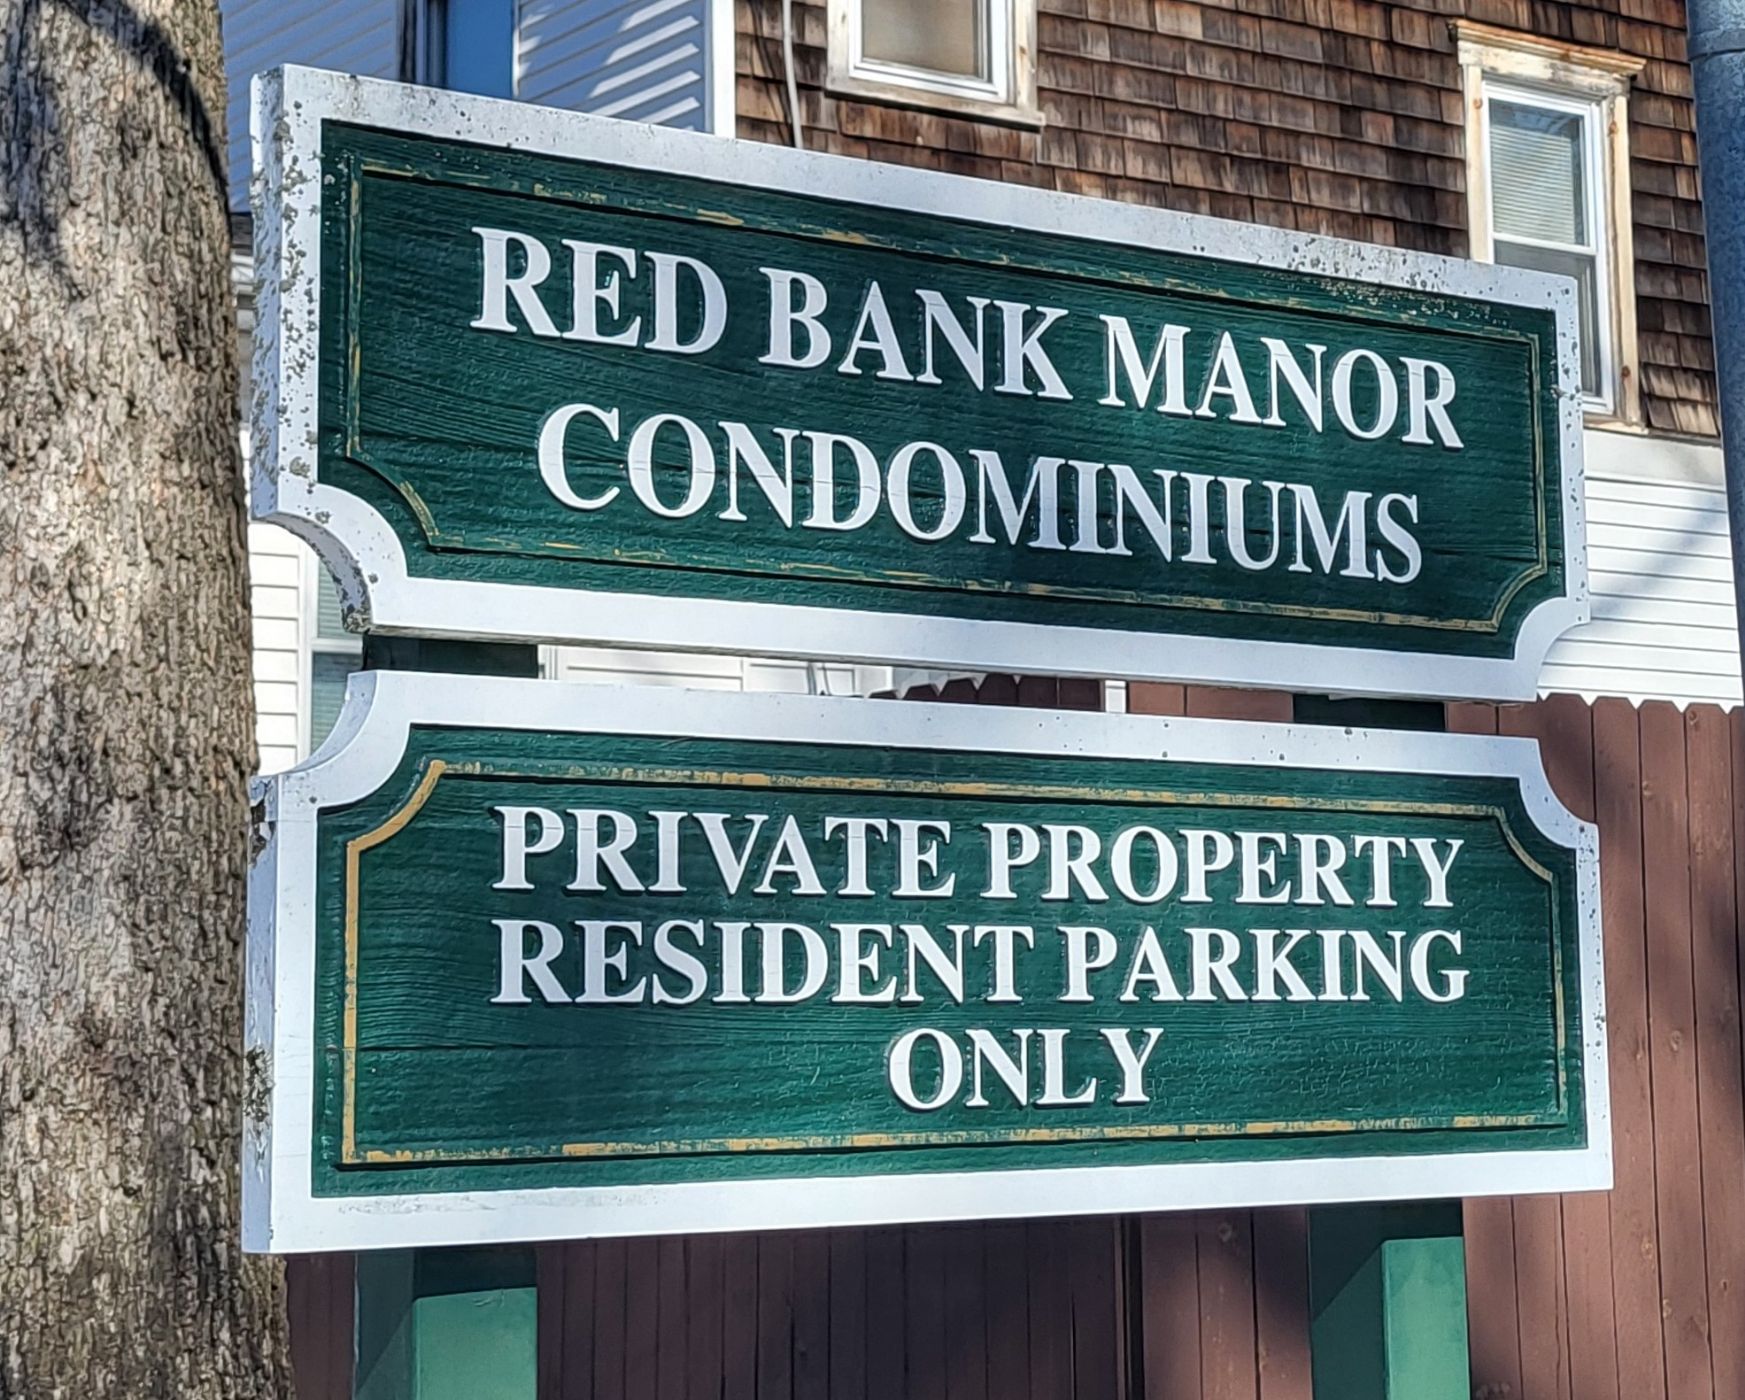 RED BANK MANOR
CONDOMINIUMS
PRIVATE PROPERTY
RESIDENT PARKING
ONLY